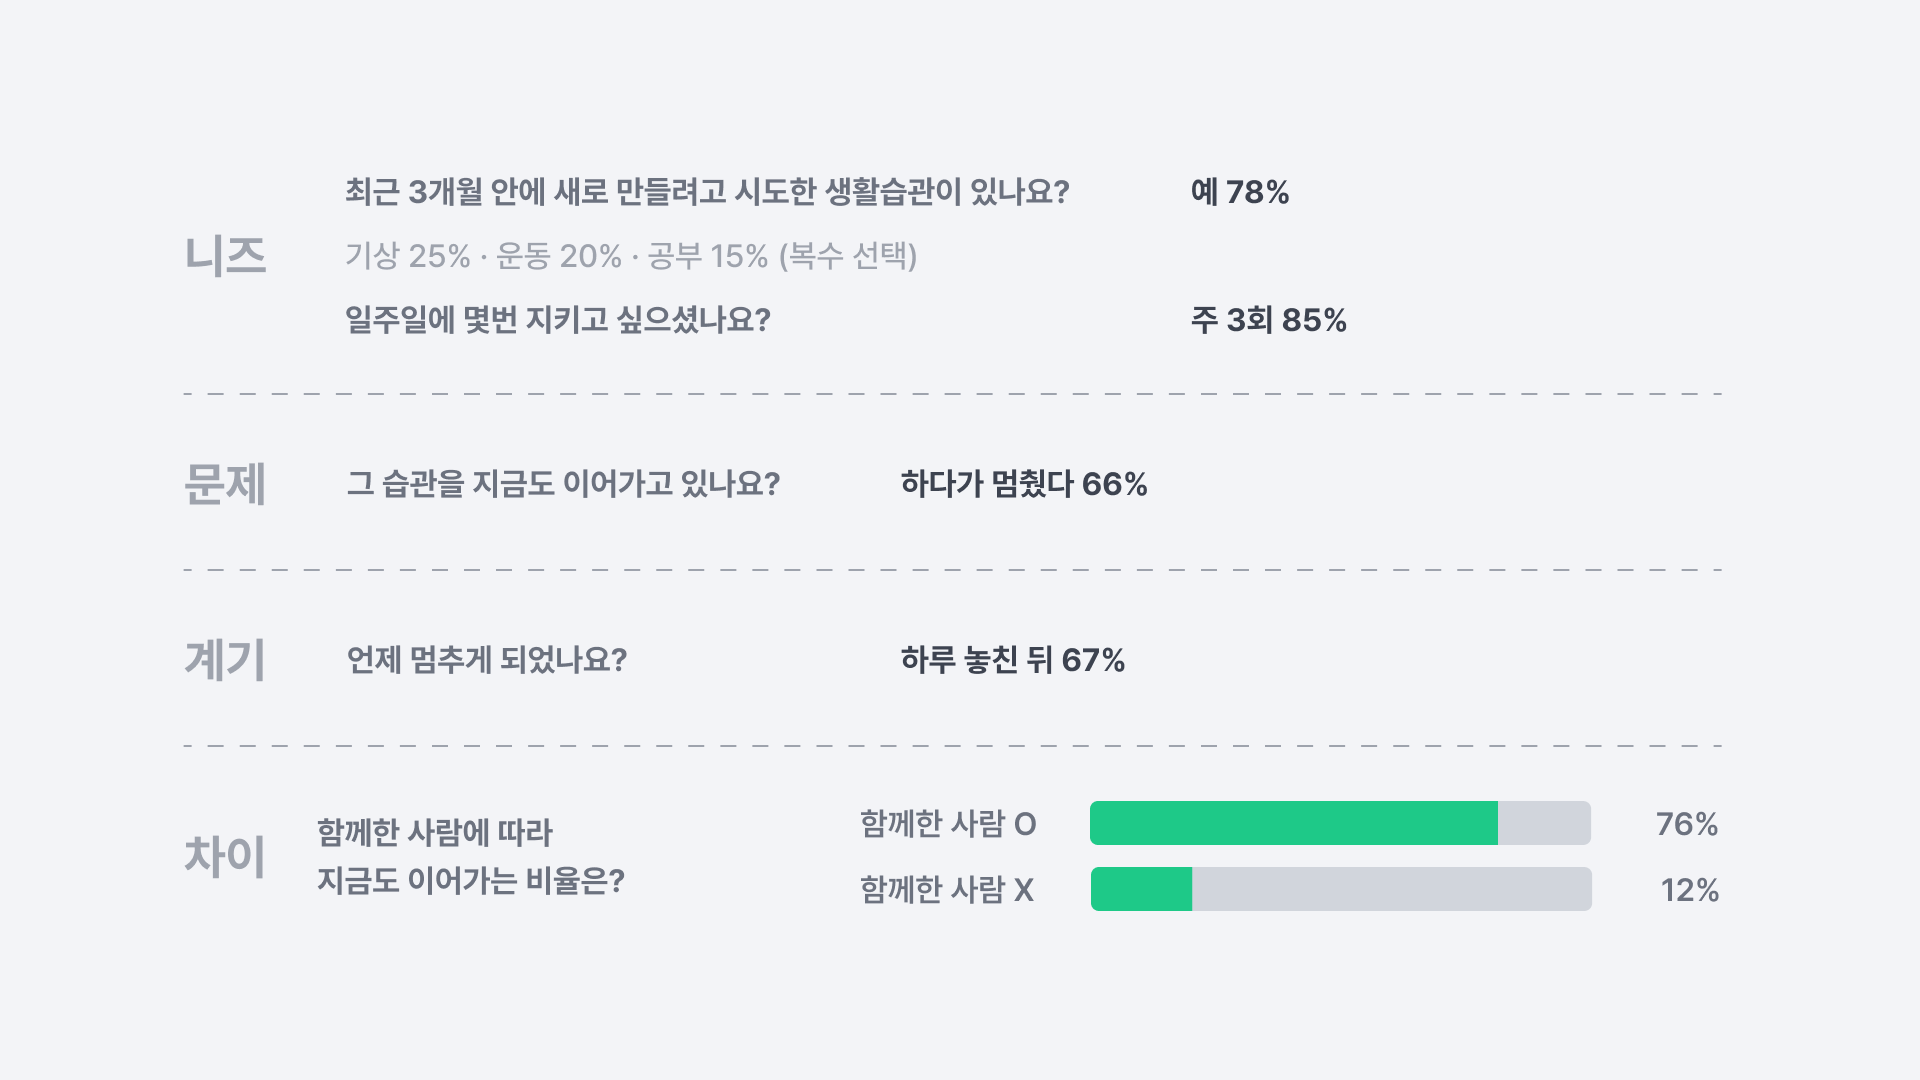 니즈
최근 3개월 안에 새로 만들려고 시도한 생활습관이 있나요? 예 78%
기상 25% · 운동 20% · 공부 15% (복수 선택)
일주일에 몇번 지키고 싶으셨나요? 주 3회 85%
문제 그 습관을 지금도 이어가고 있나요? 하다가 멈췄다 66%
계기 언제 멈추게 되었나요? 하루 놓친 뒤 67%
차이
함께한 사람에 따라
지금도 이어가는 비율은?
함께한 사람 O 76%
함께한 사람 X 12%